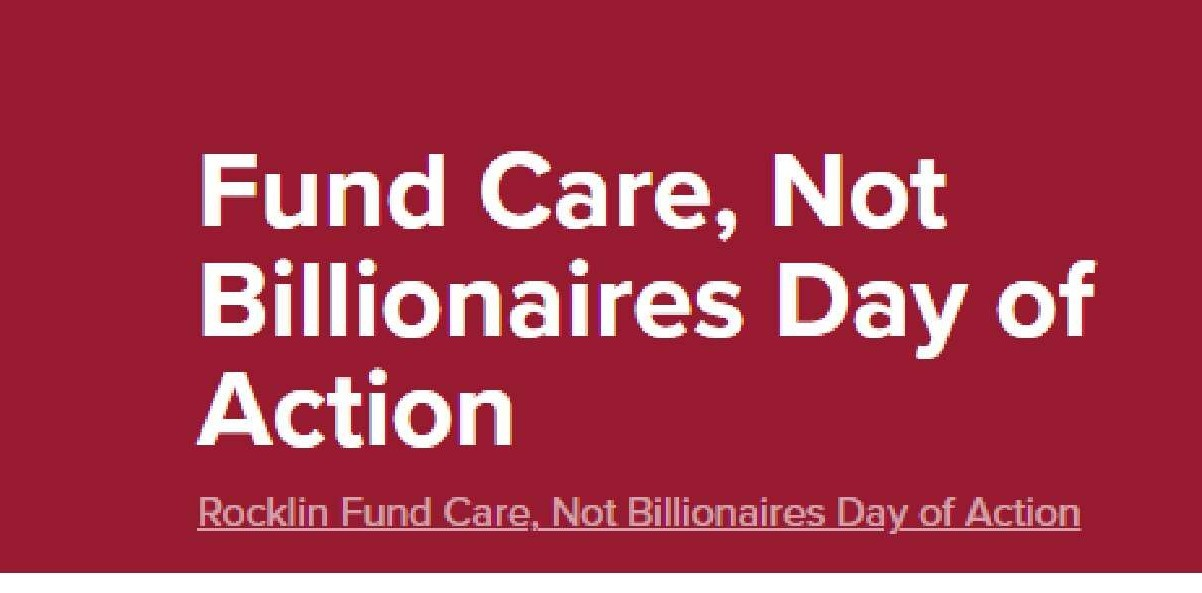 Fund Care, Not
Billionaires Day of
Action
Rocklin Fund Care, Not Billionaires Day of Action